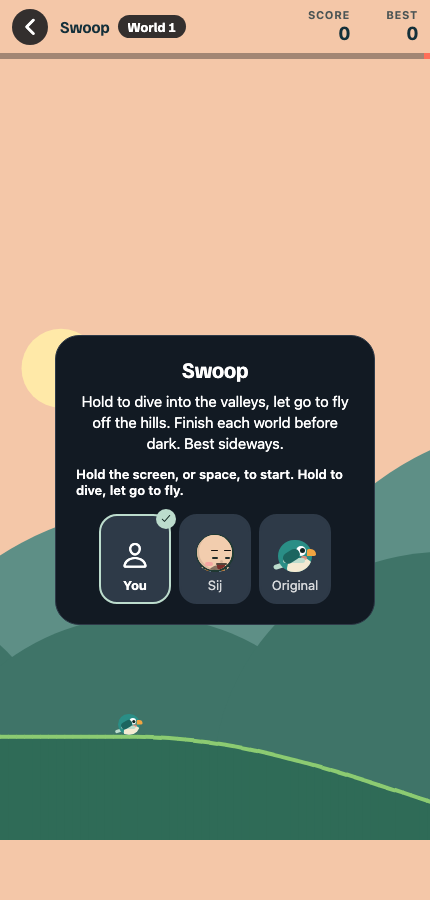 Swoop
World 1
SCORE
0
BEST
0
Swoop
Hold to dive into the valleys, let go to fly
off the hills. Finish each world before
dark. Best sideways.
Hold the screen, or space, to start. Hold to
dive, let go to fly.
You
Sij
Original